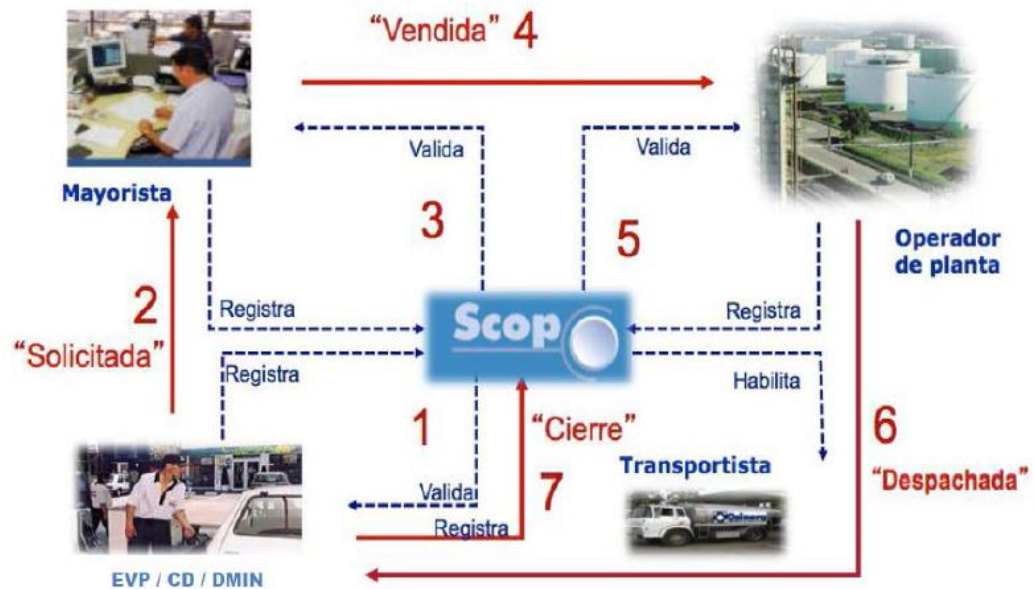 "Vendida" 4
Valida
Valida
Mayorista
3
5
Operador
de planta
2
"Solicitada"
Registra
Scop
Registra
Registra
Habilita
1
"Cierre"
6
"Despachada"
Transportista
Valida
7
Registra
EVP / CD / DMIN